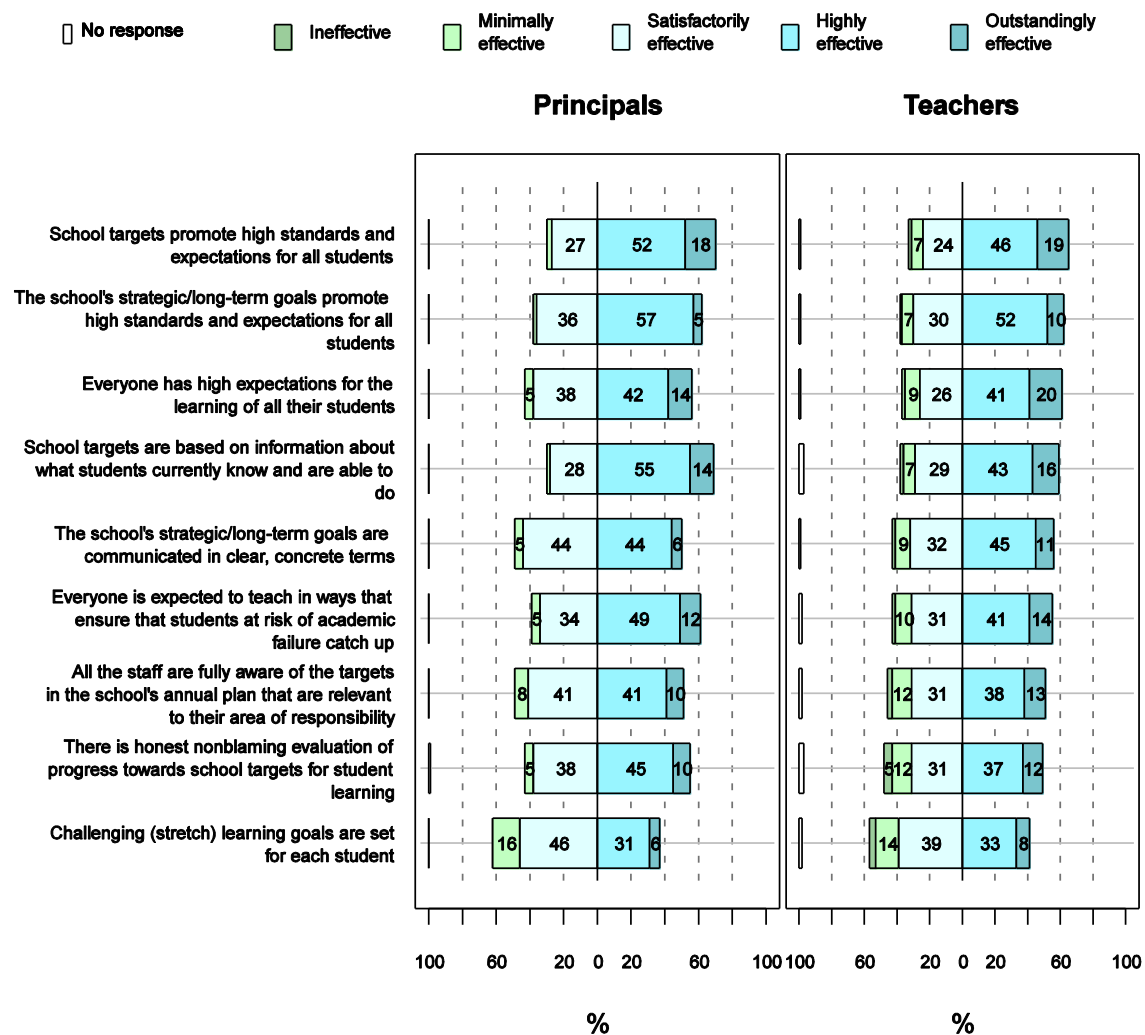 No response
Ineffective
Minimally
effective
Satisfactorily
effective
Highly
effective
Outstandingly
effective
Principals
Teachers
School targets promote high standards and
expectations for all students
27 52 18
7 24 46 19
The school's strategic/long-term goals promote
high standards and expectations for all
students
36 57 5
7 30 52 10
Everyone has high expectations for the
learning of all their students
5 38 42 14
9 26 41 20
School targets are based on information about
what students currently know and are able to
do
28 55 14
7 29 43 16
The school's strategic/long-term goals are
communicated in clear, concrete terms
5 44 44 6
9 32 45 11
Everyone is expected to teach in ways that
ensure that students at risk of academic
failure catch up
5 34 49 12
10 31 41 14
All the staff are fully aware of the targets
in the school's annual plan that are relevant
to their area of responsibility
8 41 41 10
12 31 38 13
There is honest nonblaming evaluation of
progress towards school targets for student
learning
5 38 45 10
5 12 31 37 12
Challenging (stretch) learning goals are set
for each student
16 46 31 6
14 39 33 8
100 60 20 0 20 60 100
100 60 20 0 20 60 100
%
%